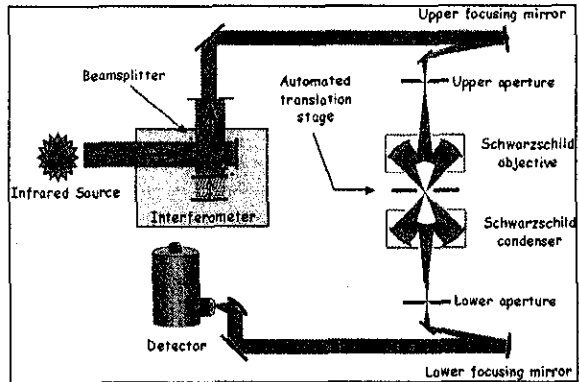 Upper focusing mirror
Beamsplitter
Automated
translation
stage
Upper aperture
Schwarzschild
objective
Infrared Source
Interferometer
Schwarzschild
condenser
Lower aperture
Detector
Lower focusing mirror